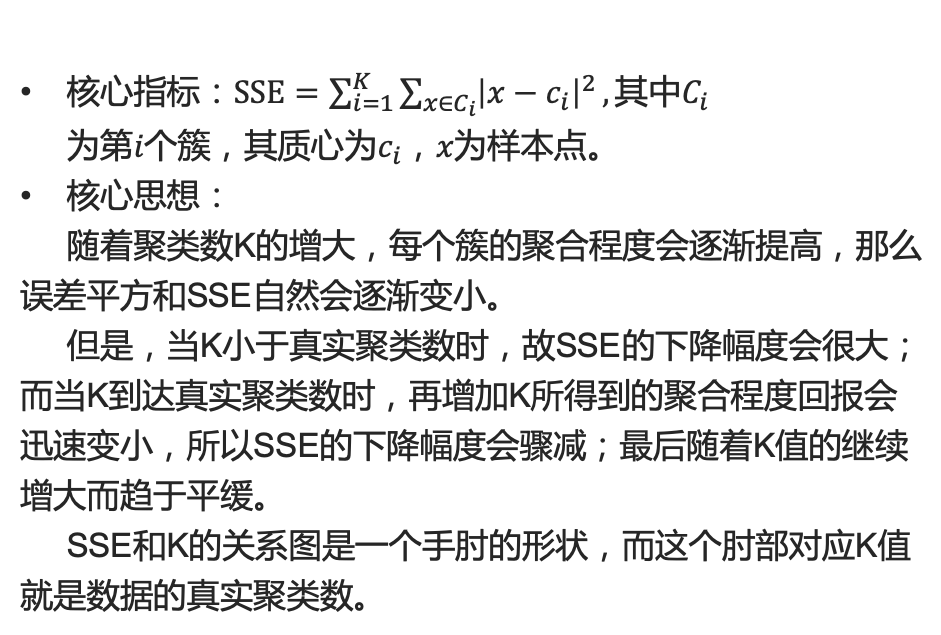 • 核心指标：SSE = ∑ᵢ₌₁ᴷ ∑ₓ∈Cᵢ |x − cᵢ|² ,其中Cᵢ
为第i个簇，其质心为cᵢ，x为样本点。
• 核心思想：
随着聚类数K的增大，每个簇的聚合程度会逐渐提高，那么
误差平方和SSE自然会逐渐变小。
但是，当K小于真实聚类数时，故SSE的下降幅度会很大；
而当K到达真实聚类数时，再增加K所得到的聚合程度回报会
迅速变小，所以SSE的下降幅度会骤减；最后随着K值的继续
增大而趋于平缓。
SSE和K的关系图是一个手肘的形状，而这个肘部对应K值
就是数据的真实聚类数。